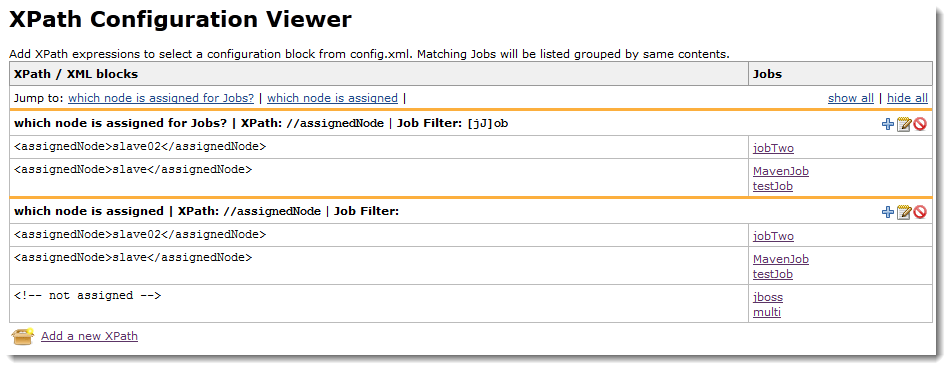 XPath Configuration Viewer
Add XPath expressions to select a configuration block from config.xml. Matching Jobs will be listed grouped by same contents.
XPath / XML blocks Jobs
Jump to: which node is assigned for Jobs? | which node is assigned | show all | hide all
which node is assigned for Jobs? | XPath: //assignedNode | Job Filter: [jJ]ob
<assignedNode>slave02</assignedNode> jobTwo
<assignedNode>slave</assignedNode> MavenJob
testJob
which node is assigned | XPath: //assignedNode | Job Filter:
<assignedNode>slave02</assignedNode> jobTwo
<assignedNode>slave</assignedNode> MavenJob
testJob
<!-- not assigned --> jboss
multi
Add a new XPath